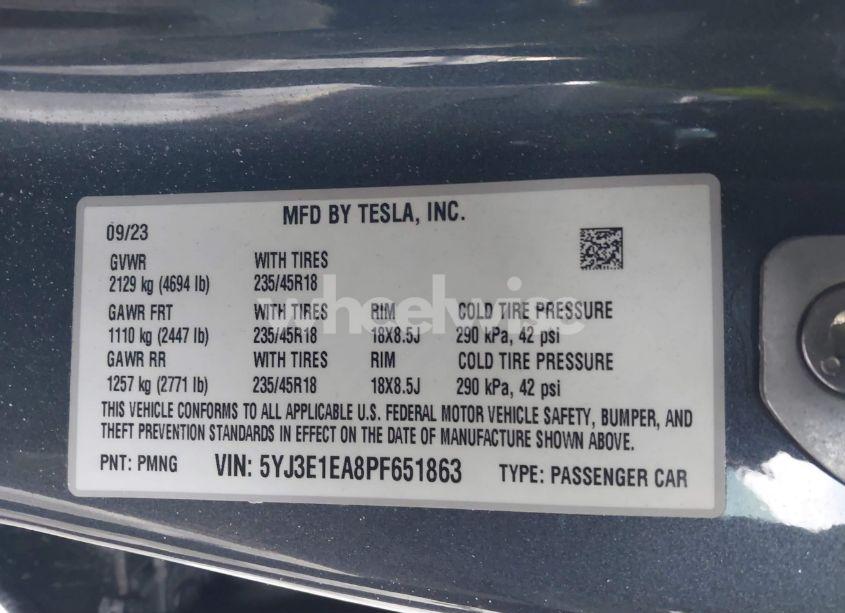 MFD BY TESLA, INC.
09/23
GVWR WITH TIRES
2129 kg (4694 lb) 235/45R18
GAWR FRT WITH TIRES RIM COLD TIRE PRESSURE
1110 kg (2447 lb) 235/45R18 18X8.5J 290 kPa, 42 psi
GAWR RR WITH TIRES RIM COLD TIRE PRESSURE
1257 kg (2771 lb) 235/45R18 18X8.5J 290 kPa, 42 psi
THIS VEHICLE CONFORMS TO ALL APPLICABLE U.S. FEDERAL MOTOR VEHICLE SAFETY, BUMPER, AND
THEFT PREVENTION STANDARDS IN EFFECT ON THE DATE OF MANUFACTURE SHOWN ABOVE.
PNT: PMNG VIN: 5YJ3E1EA8PF651863 TYPE: PASSENGER CAR
wheelwise